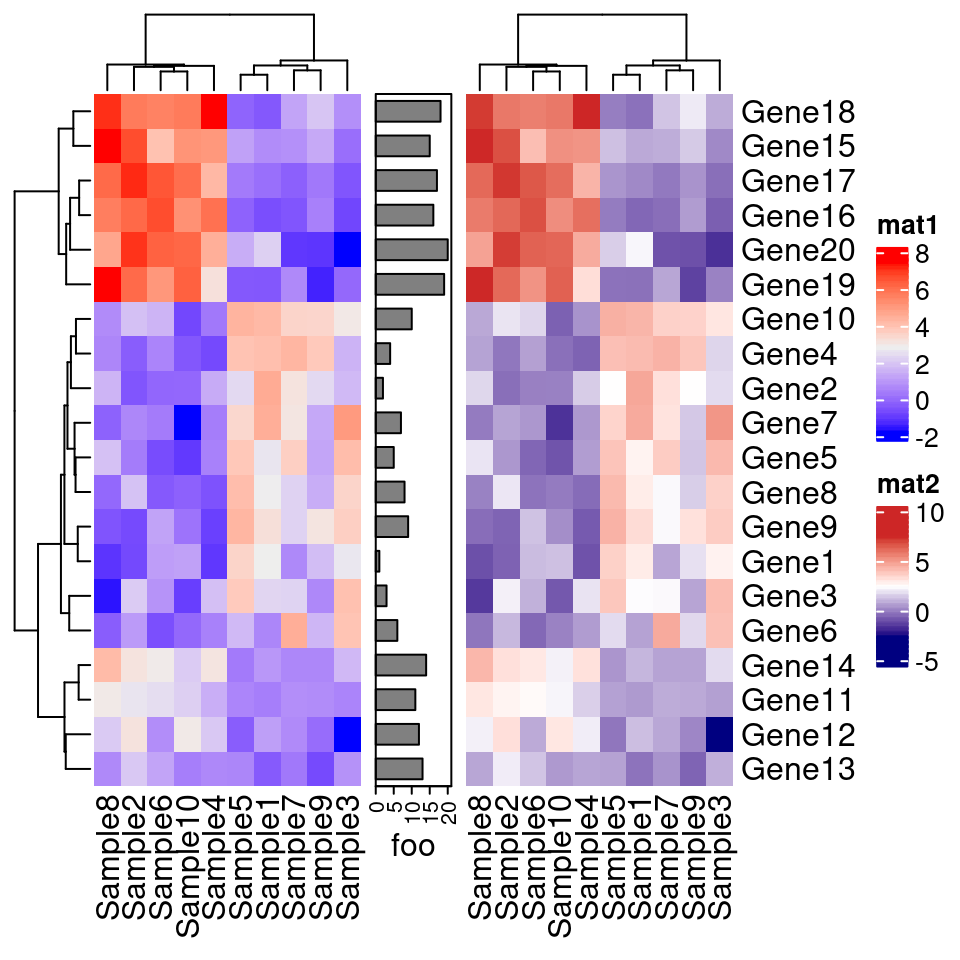 Gene18
Gene15
Gene17
Gene16
Gene20
Gene19
Gene10
Gene4
Gene2
Gene7
Gene5
Gene8
Gene9
Gene1
Gene3
Gene6
Gene14
Gene11
Gene12
Gene13
mat1
8
6
4
2
0
-2
mat2
10
5
0
-5
Sample8
Sample2
Sample6
Sample10
Sample4
Sample5
Sample1
Sample7
Sample9
Sample3
0
5
10
15
20
foo
Sample8
Sample2
Sample6
Sample10
Sample4
Sample5
Sample1
Sample7
Sample9
Sample3